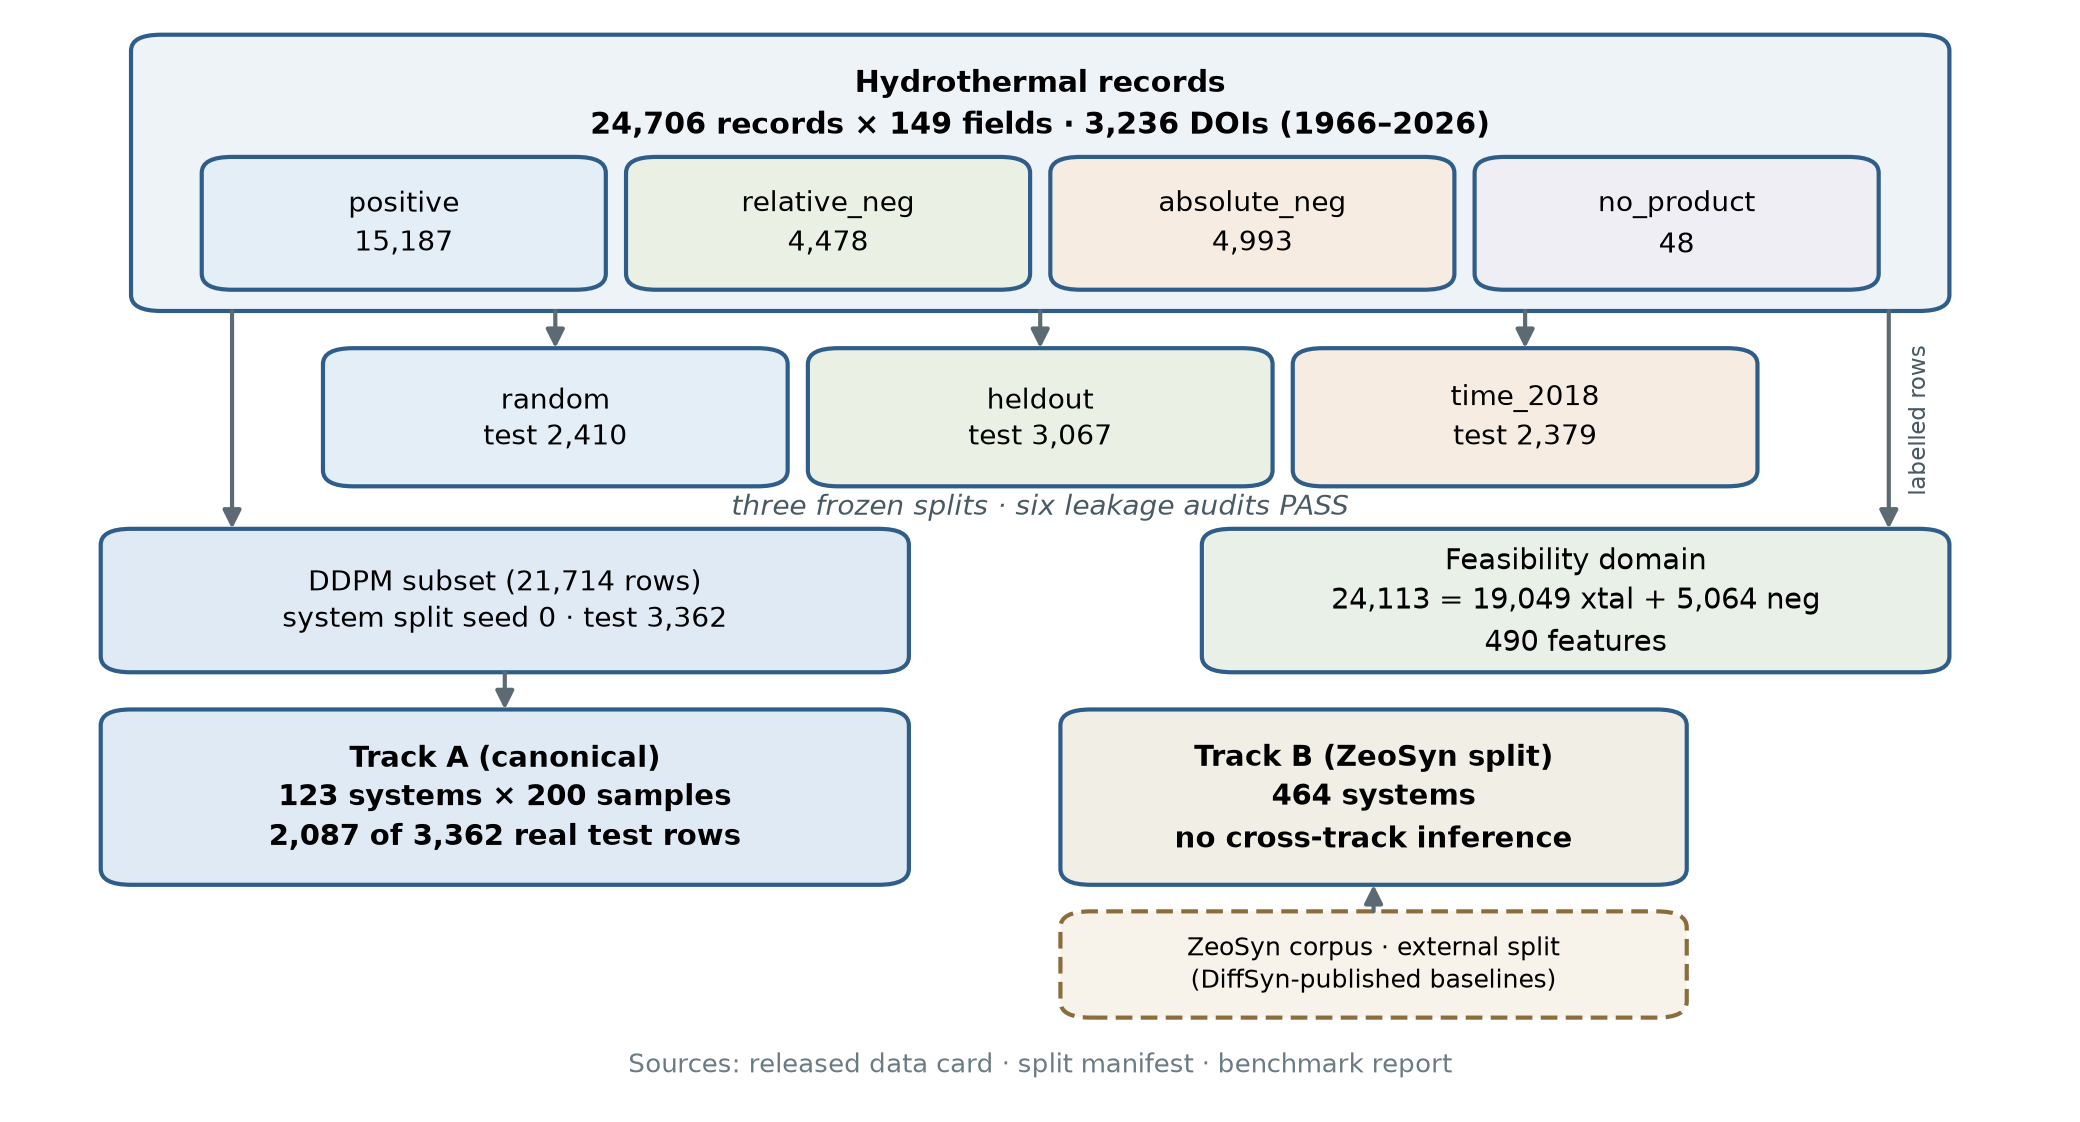 Hydrothermal records
24,706 records × 149 fields · 3,236 DOIs (1966–2026)
positive
15,187
relative_neg
4,478
absolute_neg
4,993
no_product
48
random
test 2,410
heldout
test 3,067
time_2018
test 2,379
labelled rows
three frozen splits · six leakage audits PASS
DDPM subset (21,714 rows)
system split seed 0 · test 3,362
Feasibility domain
24,113 = 19,049 xtal + 5,064 neg
490 features
Track A (canonical)
123 systems × 200 samples
2,087 of 3,362 real test rows
Track B (ZeoSyn split)
464 systems
no cross-track inference
ZeoSyn corpus · external split
(DiffSyn-published baselines)
Sources: released data card · split manifest · benchmark report